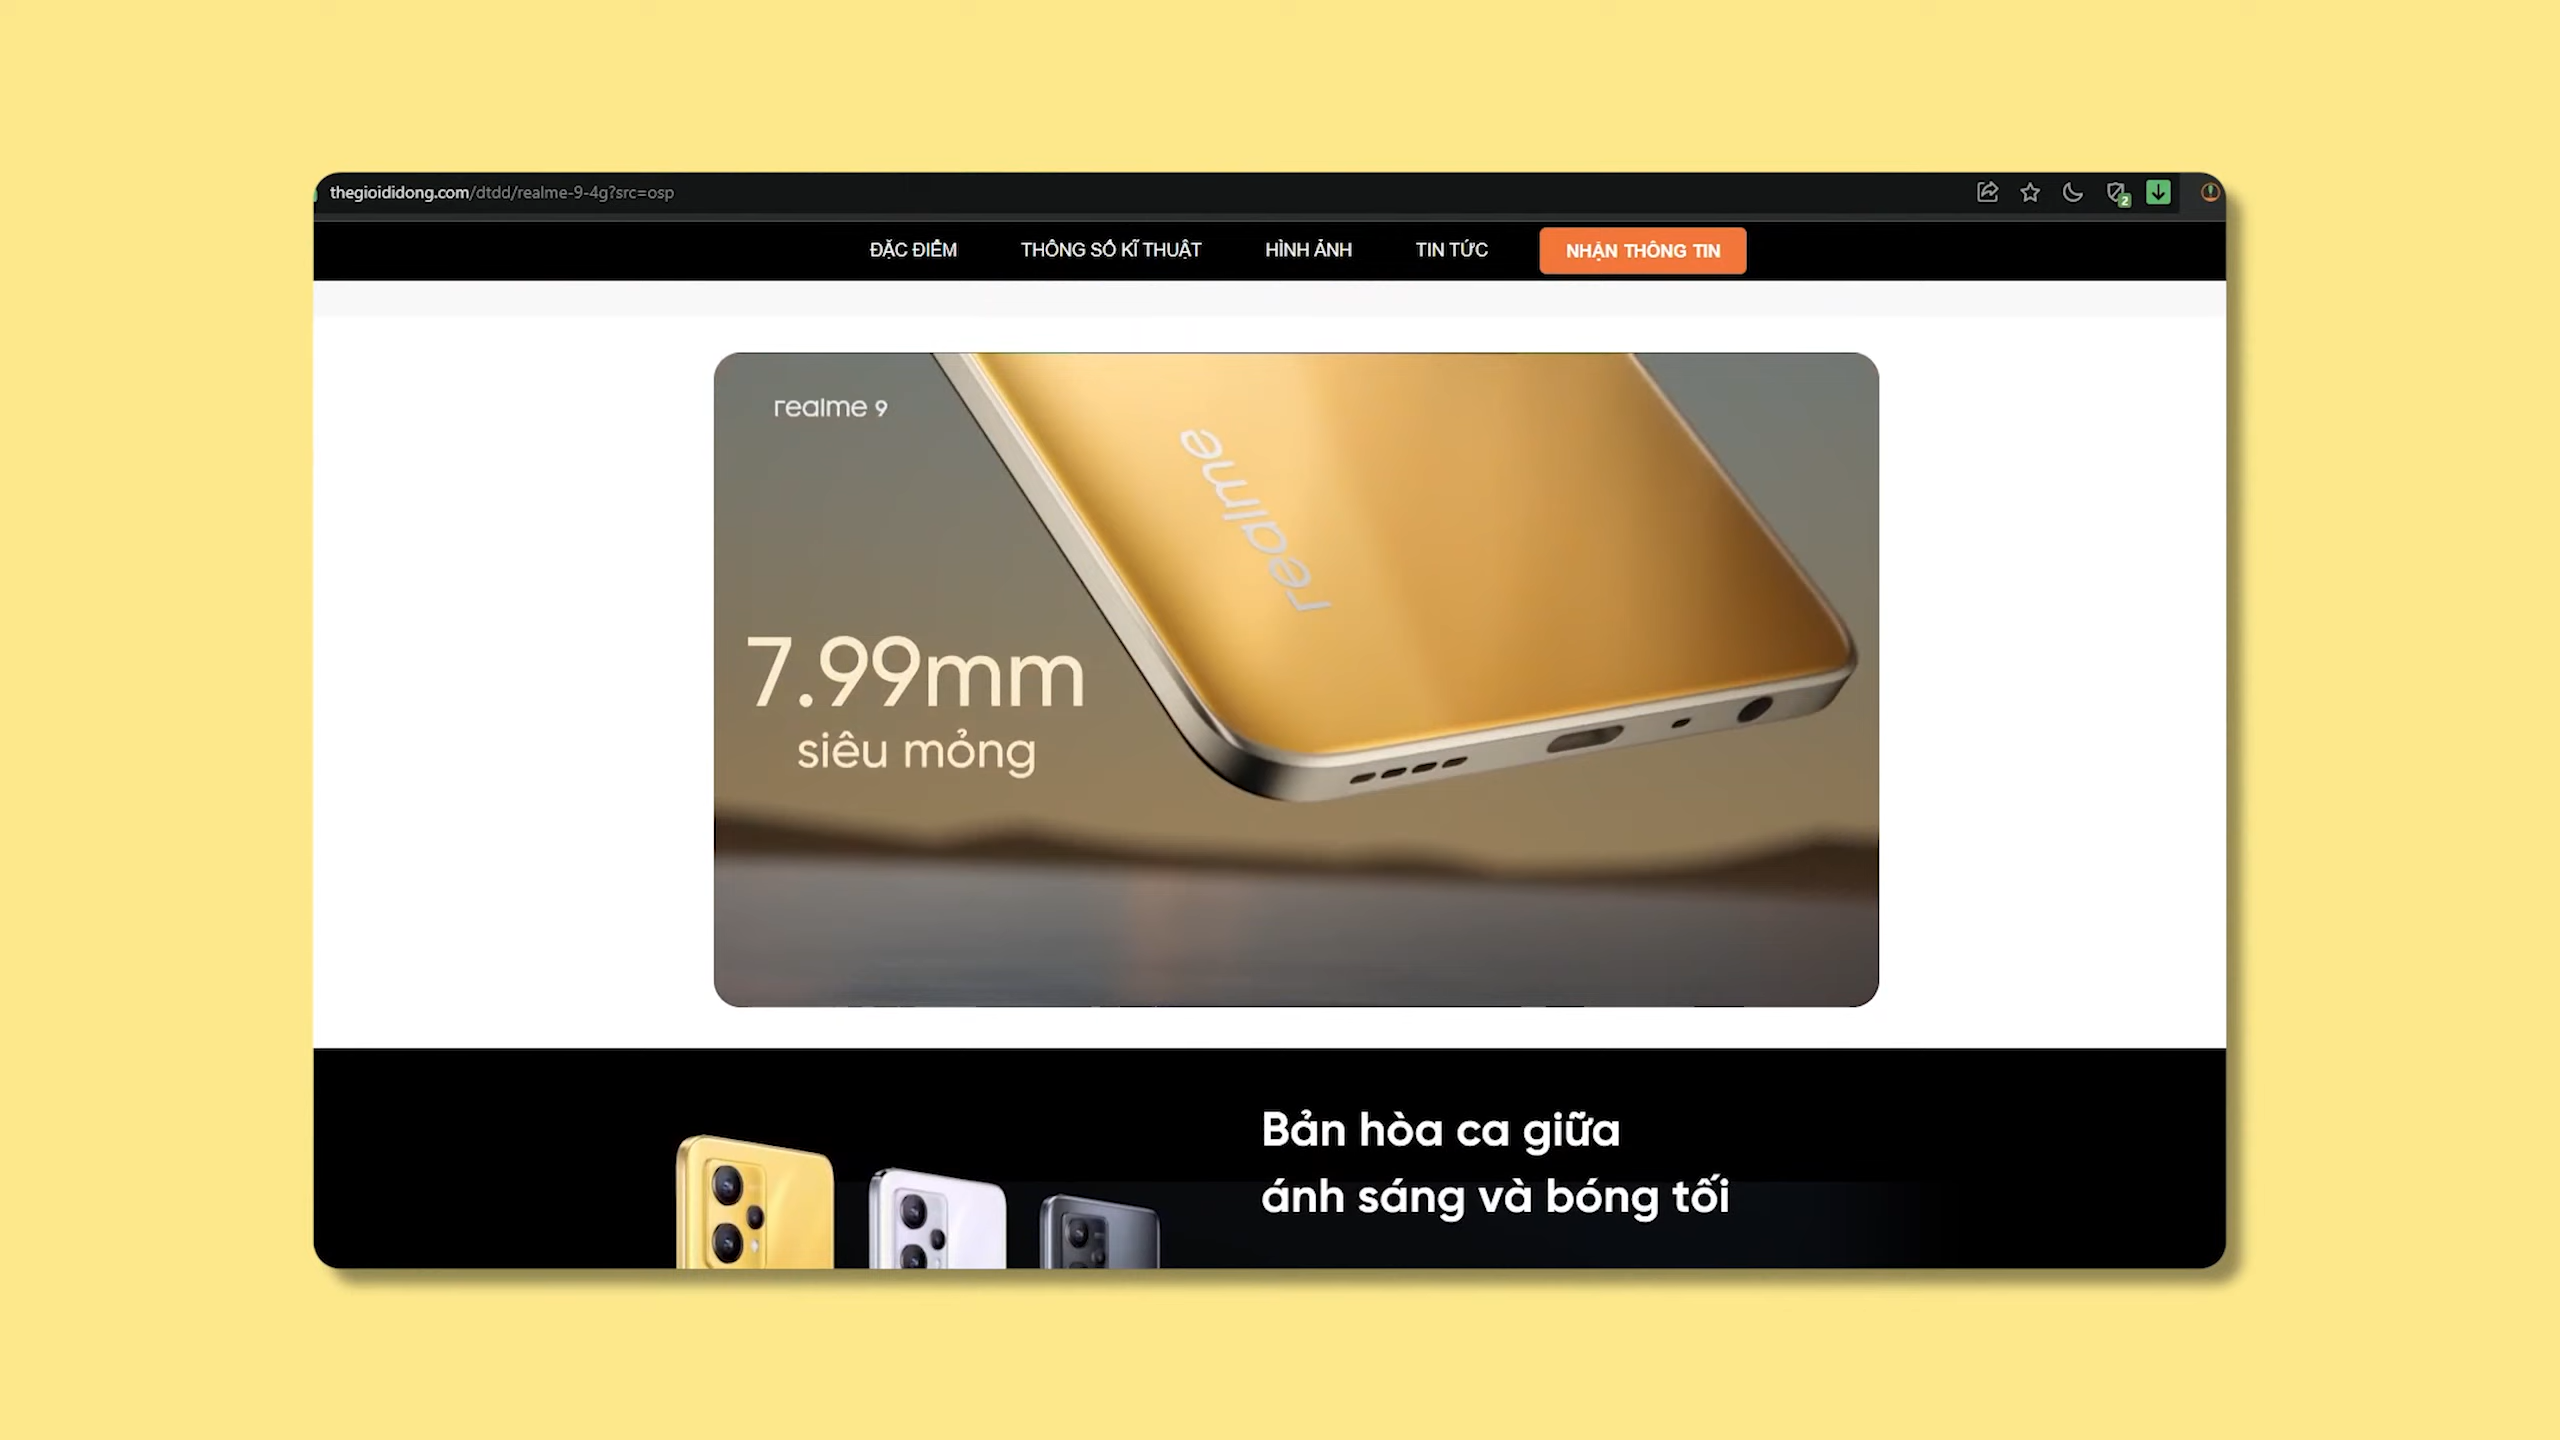 thegioididong.com/dtdd/realme-9-4g?src=osp
2
ĐẶC ĐIỂM THÔNG SỐ KĨ THUẬT HÌNH ẢNH TIN TỨC NHẬN THÔNG TIN
realme 9
realme
7.99mm
siêu mỏng
Bản hòa ca giữa
ánh sáng và bóng tối